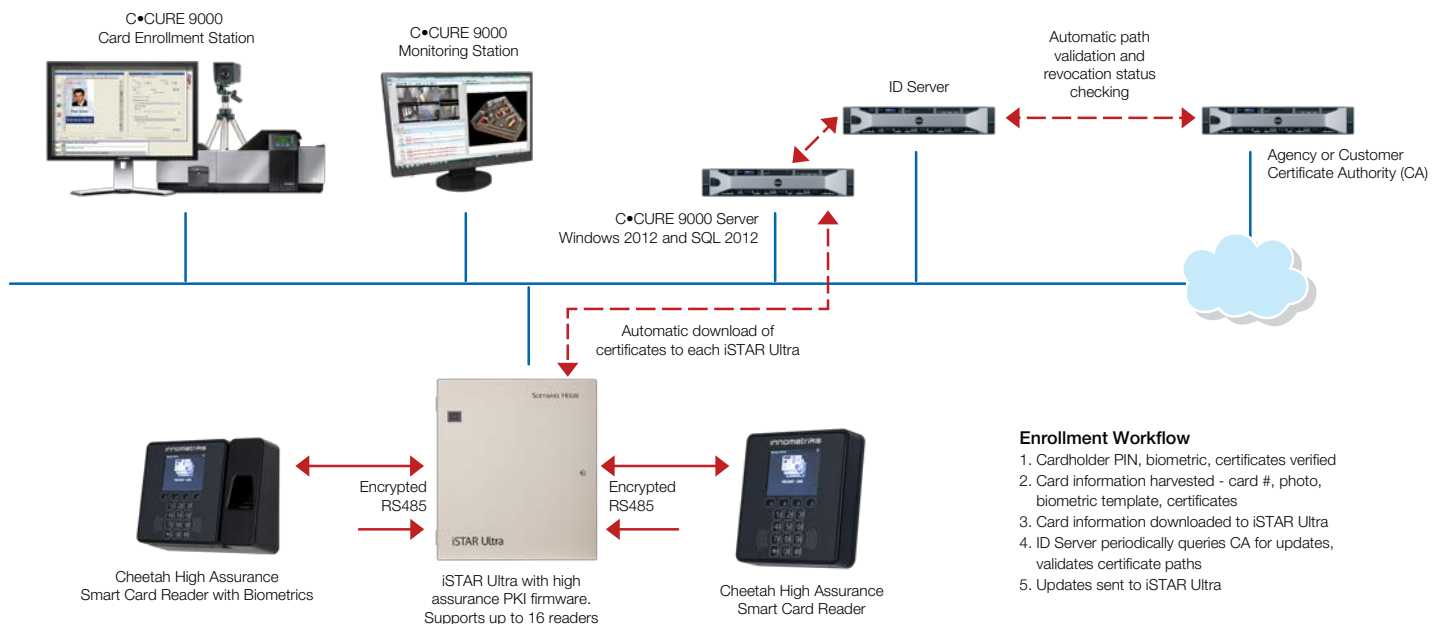 C•CURE 9000
Card Enrollment Station
C•CURE 9000
Monitoring Station
ID Server
Automatic path
validation and
revocation status
checking
Agency or Customer
Certificate Authority (CA)
C•CURE 9000 Server
Windows 2012 and SQL 2012
Automatic download of
certificates to each iSTAR Ultra
SOFTWARE HOUSE
iSTAR Ultra
innometriks
innometriks
Encrypted
RS485
Encrypted
RS485
Cheetah High Assurance
Smart Card Reader with Biometrics
iSTAR Ultra with high
assurance PKI firmware.
Supports up to 16 readers
Cheetah High Assurance
Smart Card Reader
Enrollment Workflow
1. Cardholder PIN, biometric, certificates verified
2. Card information harvested - card #, photo,
biometric template, certificates
3. Card information downloaded to iSTAR Ultra
4. ID Server periodically queries CA for updates,
validates certificate paths
5. Updates sent to iSTAR Ultra